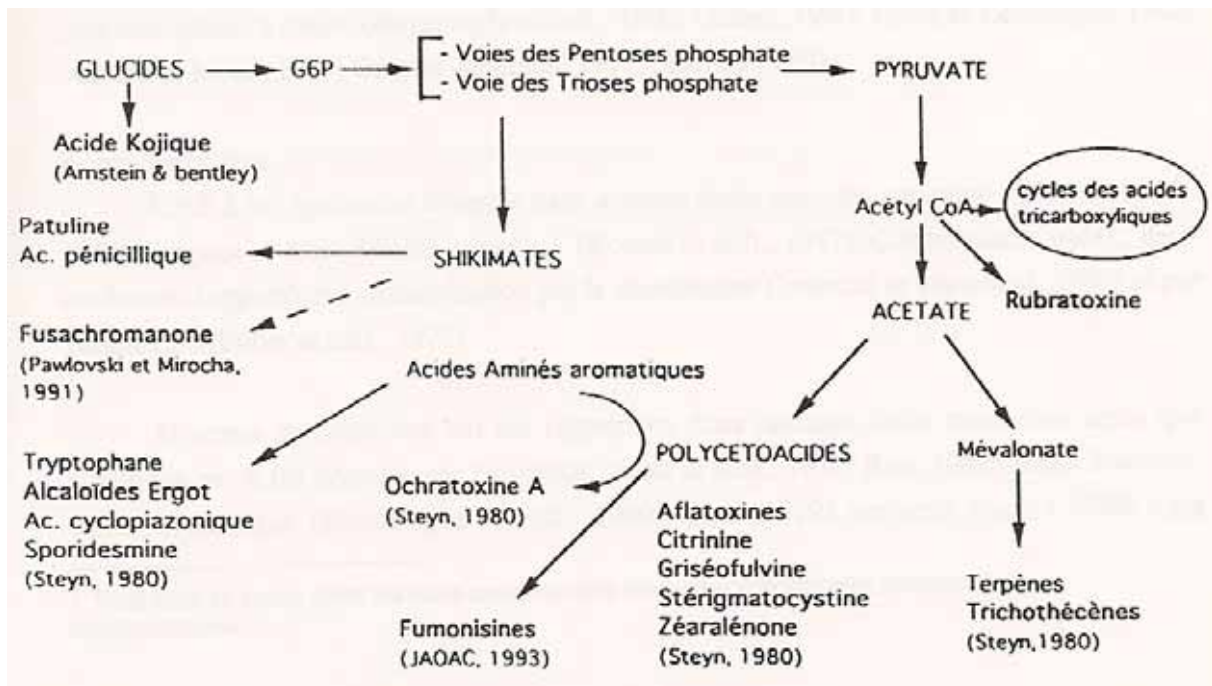 - Voies des Pentoses phosphate
GLUCIDES
G6P
- Voie des Trioses phosphate
PYRUVATE
Acide Kojique
(Arnstein & bentley)
cycles des acides
tricarboxyliques
Acétyl CoA
Patuline
Ac. pénicillique
SHIKIMATES
Rubratoxine
ACETATE
Fusachromanone
(Pawlovski et Mirocha,
1991)
Acides Aminés aromatiques
POLYCETOACIDES
Mévalonate
Tryptophane
Alcaloïdes Ergot
Ac. cyclopiazonique
Sporidesmine
(Steyn, 1980)
Ochratoxine A
(Steyn, 1980)
Aflatoxines
Citrinine
Griséofulvine
Stérigmatocystine
Zéaralénone
(Steyn, 1980)
Terpènes
Trichothécènes
(Steyn,1980)
Fumonisines
(JAOAC, 1993)